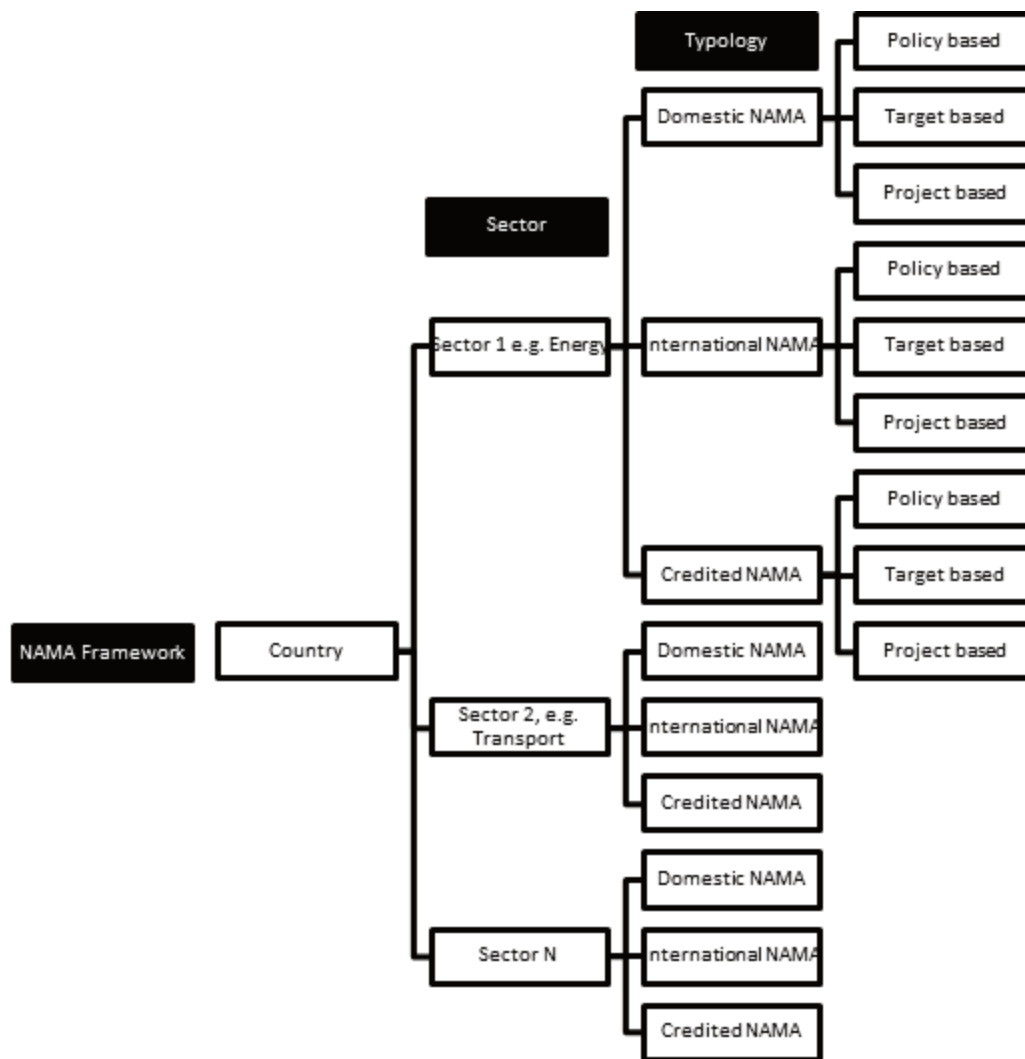 Typology
Policy based
Domestic NAMA
Target based
Project based
Sector
Policy based
Sector 1 e.g. Energy
International NAMA
Target based
Project based
Policy based
Credited NAMA
Target based
NAMA Framework
Country
Domestic NAMA
Project based
Sector 2, e.g.
Transport
International NAMA
Credited NAMA
Domestic NAMA
Sector N
International NAMA
Credited NAMA